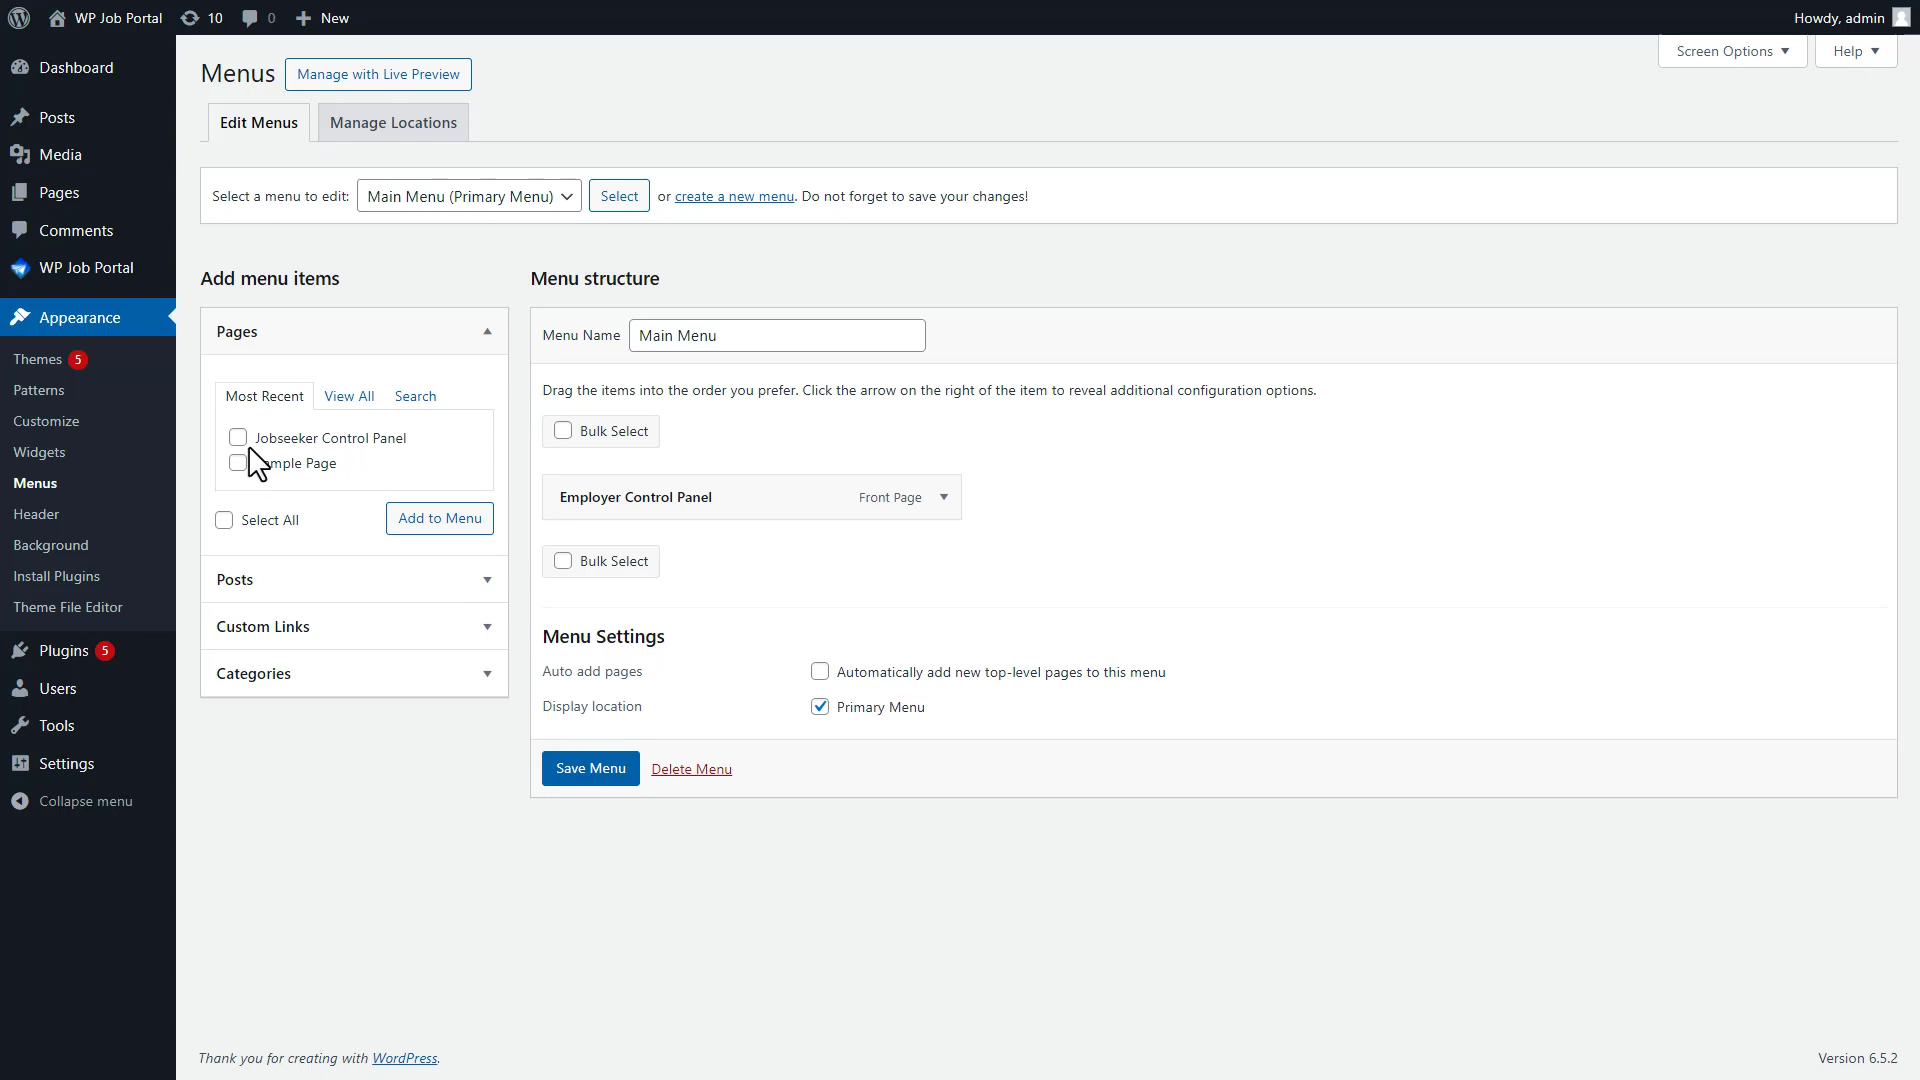 WP Job Portal 10 0 New Howdy, admin
Screen Options Help
Dashboard
Posts
Media
Pages
Comments
WP Job Portal
Appearance
Themes 5
Patterns
Customize
Widgets
Menus
Header
Background
Install Plugins
Theme File Editor
Plugins 5
Users
Tools
Settings
Collapse menu
Menus Manage with Live Preview
Edit Menus Manage Locations
Select a menu to edit: Main Menu (Primary Menu) Select or create a new menu. Do not forget to save your changes!
Add menu items
Pages
Most Recent View All Search
Jobseeker Control Panel
mple Page
Select All Add to Menu
Posts
Custom Links
Categories
Menu structure
Menu Name Main Menu
Drag the items into the order you prefer. Click the arrow on the right of the item to reveal additional configuration options.
Bulk Select
Employer Control Panel Front Page
Bulk Select
Menu Settings
Auto add pages Automatically add new top-level pages to this menu
Display location Primary Menu
Save Menu Delete Menu
Thank you for creating with WordPress. Version 6.5.2